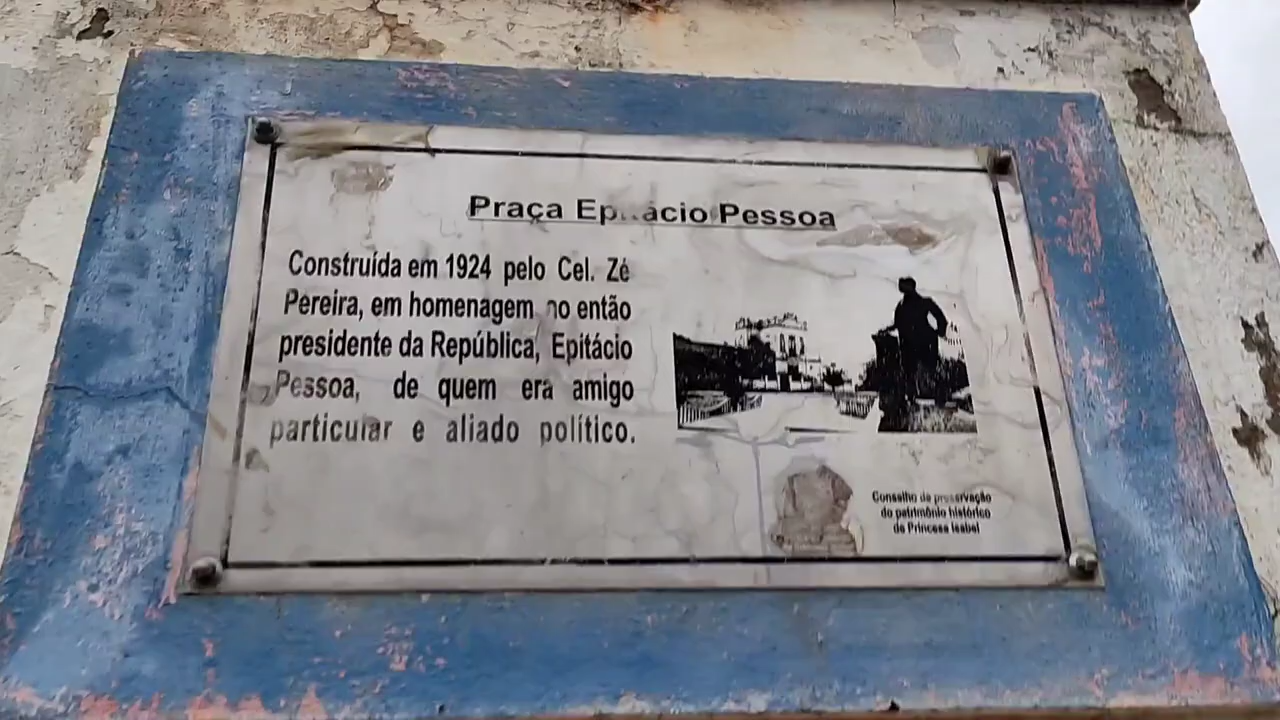 Praça Epitácio Pessoa
Construída em 1924 pelo Cel. Zé
Pereira, em homenagem ao então
presidente da República, Epitácio
Pessoa, de quem era amigo
particular e aliado político.
Conselho de preservação
do patrimônio histórico
de Princesa Isabel